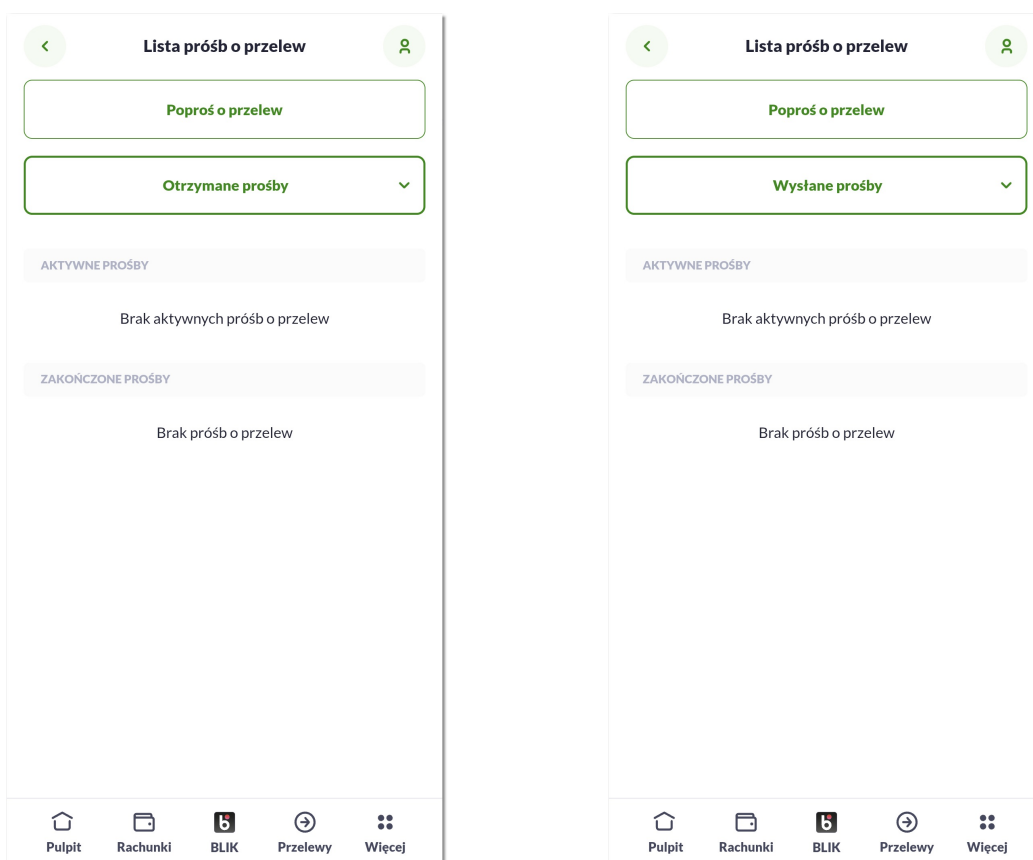 Lista próśb o przelew
Poproś o przelew
Otrzymane prośby
AKTYWNE PROŚBY
Brak aktywnych próśb o przelew
ZAKOŃCZONE PROŚBY
Brak próśb o przelew
Pulpit
Rachunki
BLIK
Przelewy
Więcej
Lista próśb o przelew
Poproś o przelew
Wysłane prośby
AKTYWNE PROŚBY
Brak aktywnych próśb o przelew
ZAKOŃCZONE PROŚBY
Brak próśb o przelew
Pulpit
Rachunki
BLIK
Przelewy
Więcej